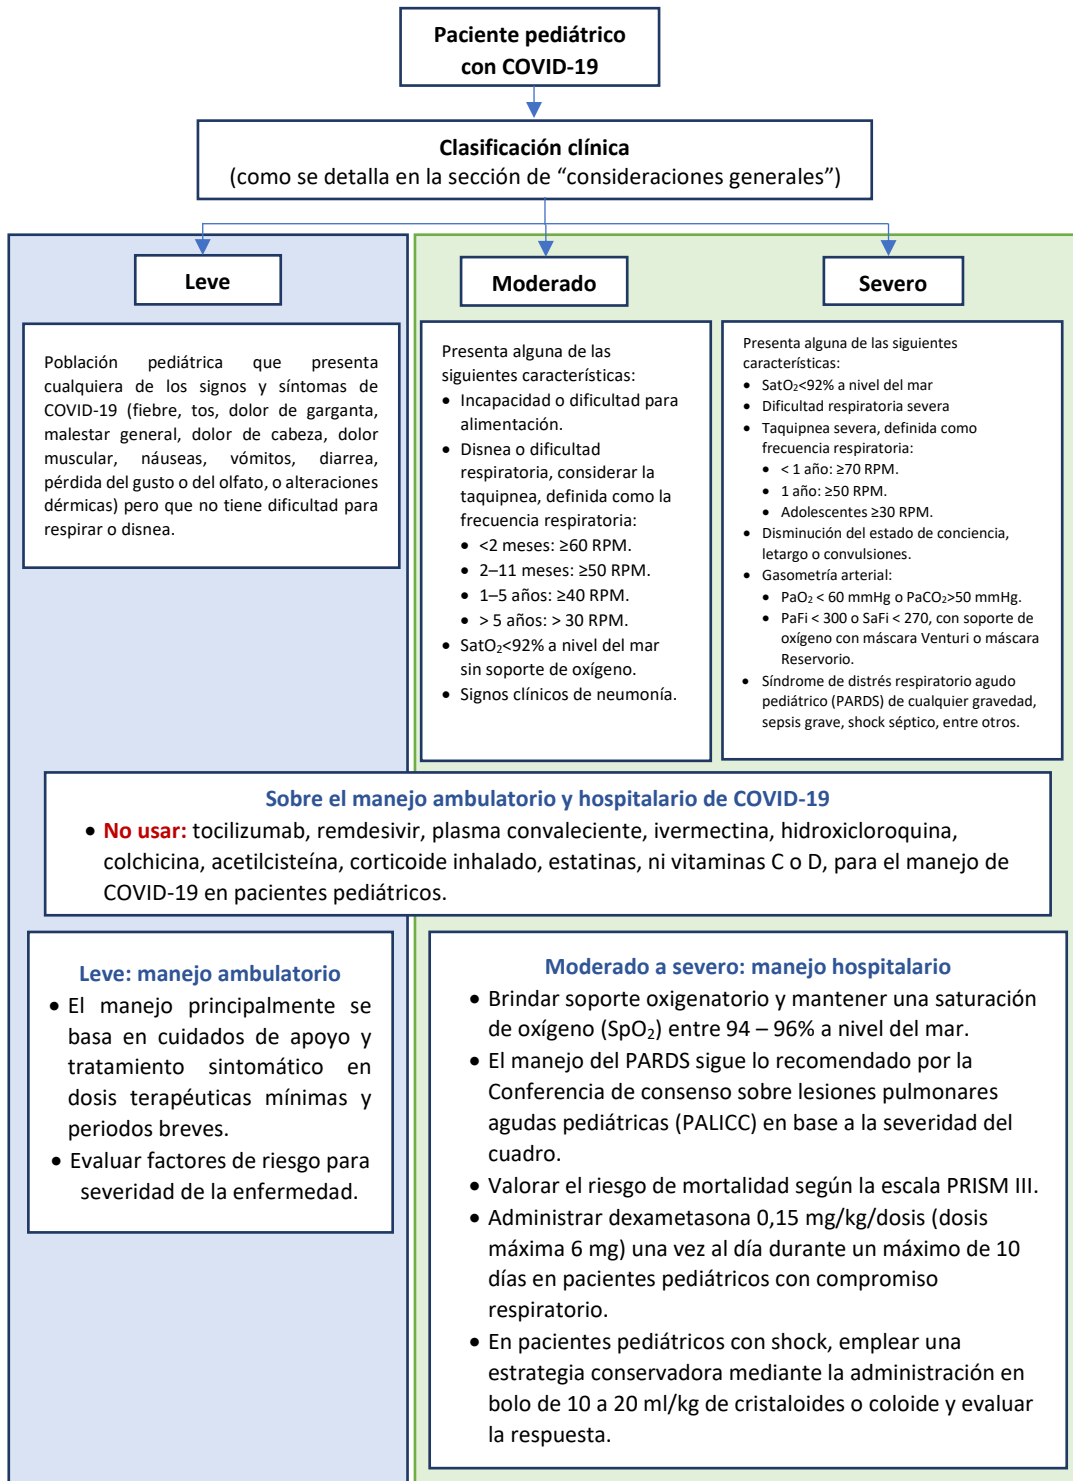 Paciente pediátrico
con COVID-19
Clasificación clínica
(como se detalla en la sección de “consideraciones generales”)
Leve
Población pediátrica que presenta
cualquiera de los signos y síntomas de
COVID-19 (fiebre, tos, dolor de garganta,
malestar general, dolor de cabeza, dolor
muscular, náuseas, vómitos, diarrea,
pérdida del gusto o del olfato, o alteraciones
dérmicas) pero que no tiene dificultad para
respirar o disnea.
Moderado
Presenta alguna de las
siguientes características:
• Incapacidad o dificultad para
alimentación.
• Disnea o dificultad
respiratoria, considerar la
taquipnea, definida como la
frecuencia respiratoria:
• <2 meses: ≥60 RPM.
• 2–11 meses: ≥50 RPM.
• 1–5 años: ≥40 RPM.
• > 5 años: > 30 RPM.
• SatO₂<92% a nivel del mar
sin soporte de oxígeno.
• Signos clínicos de neumonía.
Severo
Presenta alguna de las siguientes
características:
• SatO₂<92% a nivel del mar
• Dificultad respiratoria severa
• Taquipnea severa, definida como
frecuencia respiratoria:
• < 1 año: ≥70 RPM.
• 1 año: ≥50 RPM.
• Adolescentes ≥30 RPM.
• Disminución del estado de conciencia,
letargo o convulsiones.
• Gasometría arterial:
• PaO₂ < 60 mmHg o PaCO₂>50 mmHg.
• PaFi < 300 o SaFi < 270, con soporte de
oxígeno con máscara Venturi o máscara
Reservorio.
• Síndrome de distrés respiratorio agudo
pediátrico (PARDS) de cualquier gravedad,
sepsis grave, shock séptico, entre otros.
Sobre el manejo ambulatorio y hospitalario de COVID-19
• No usar: tocilizumab, remdesivir, plasma convaleciente, ivermectina, hidroxicloroquina,
colchicina, acetilcisteína, corticoide inhalado, estatinas, ni vitaminas C o D, para el manejo de
COVID-19 en pacientes pediátricos.
Leve: manejo ambulatorio
• El manejo principalmente se
basa en cuidados de apoyo y
tratamiento sintomático en
dosis terapéuticas mínimas y
periodos breves.
• Evaluar factores de riesgo para
severidad de la enfermedad.
Moderado a severo: manejo hospitalario
• Brindar soporte oxigenatorio y mantener una saturación
de oxígeno (SpO₂) entre 94 – 96% a nivel del mar.
• El manejo del PARDS sigue lo recomendado por la
Conferencia de consenso sobre lesiones pulmonares
agudas pediátricas (PALICC) en base a la severidad del
cuadro.
• Valorar el riesgo de mortalidad según la escala PRISM III.
• Administrar dexametasona 0,15 mg/kg/dosis (dosis
máxima 6 mg) una vez al día durante un máximo de 10
días en pacientes pediátricos con compromiso
respiratorio.
• En pacientes pediátricos con shock, emplear una
estrategia conservadora mediante la administración en
bolo de 10 a 20 ml/kg de cristaloides o coloide y evaluar
la respuesta.